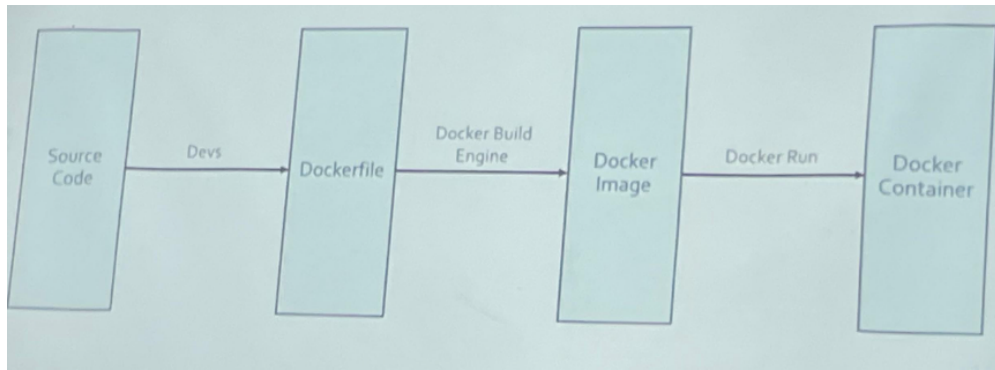 Source
Code
Devs
Dockerfile
Docker Build
Engine
Docker
Image
Docker Run
Docker
Container